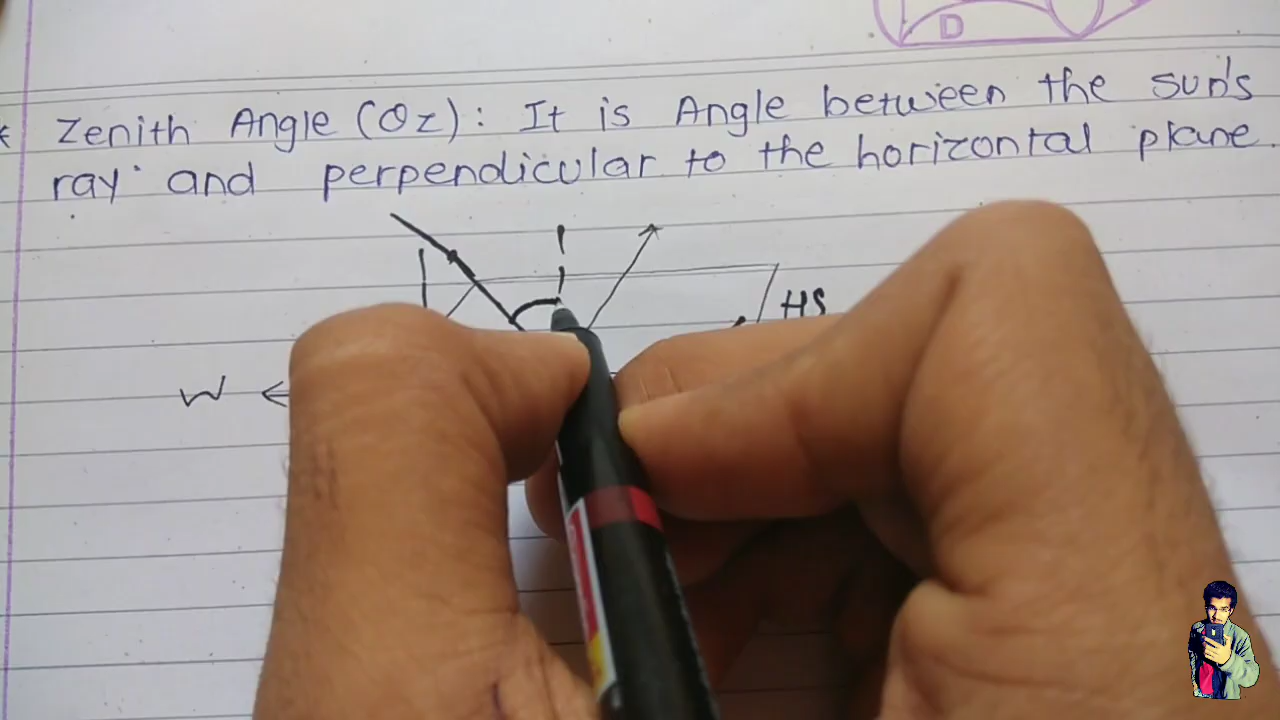 D
Zenith Angle (θz): It is Angle between the sun's
ray and perpendicular to the horizontal plane.
HS
W